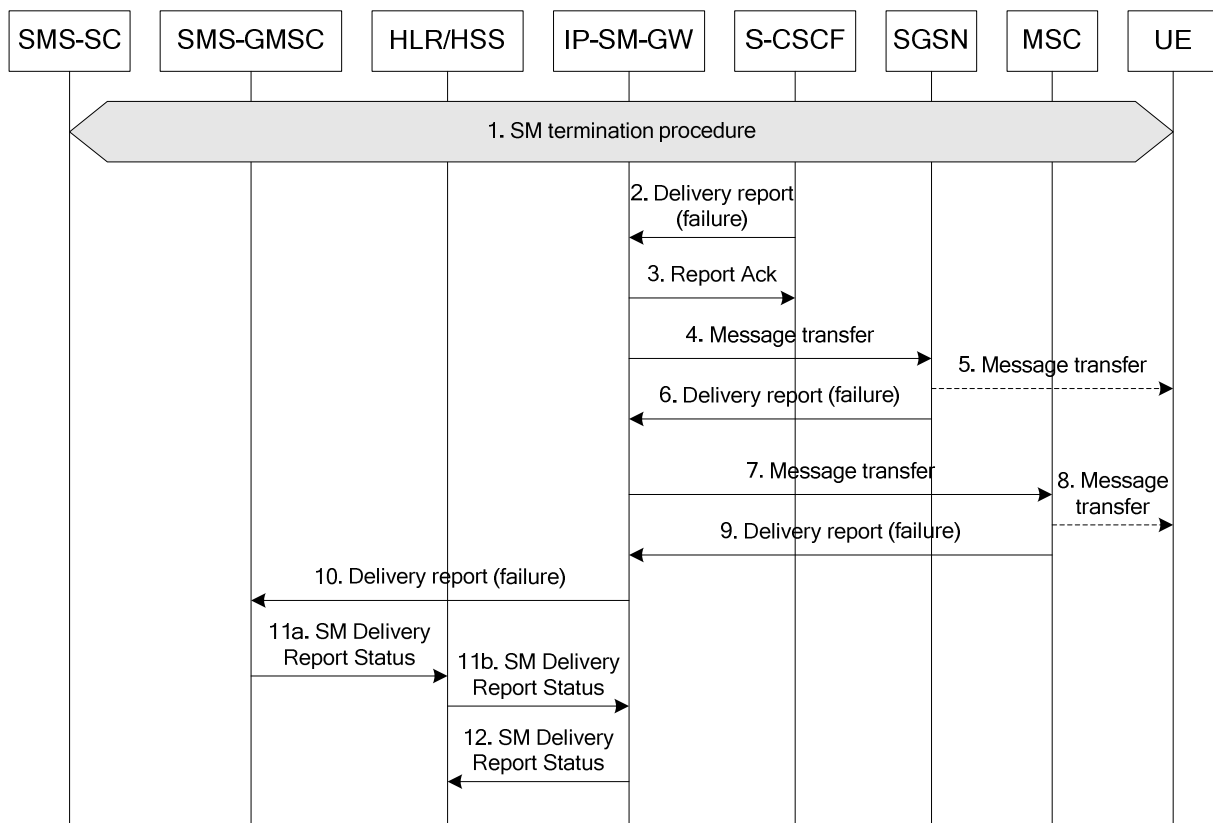 SMS-SC
SMS-GMSC
HLR/HSS
IP-SM-GW
S-CSCF
SGSN
MSC
UE
1. SM termination procedure
2. Delivery report
(failure)
3. Report Ack
4. Message transfer
5. Message transfer
6. Delivery report (failure)
7. Message transfer
8. Message
transfer
9. Delivery report (failure)
10. Delivery report (failure)
11a. SM Delivery
Report Status
11b. SM Delivery
Report Status
12. SM Delivery
Report Status